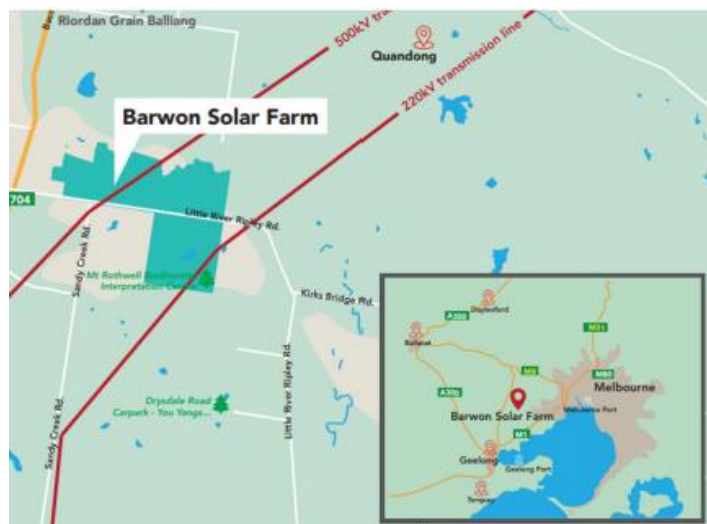 Riordan Grain Balliang
500kV
Quandong
220kV transmission line
Barwon Solar Farm
704
Little River Ripley Rd.
Sandy Creek Rd.
Interpretation
Kirks Bridge Rd.
Drysdale Road
Carpark - You Yangs...
Little River Ripley Rd.
Sandy Creek Rd.
Daylesford
A300
M31
Ballarat
M8
M80
Melbourne
A300
Melbourne Port
Barwon Solar Farm
M1
Geelong
Geelong Port
Torquay